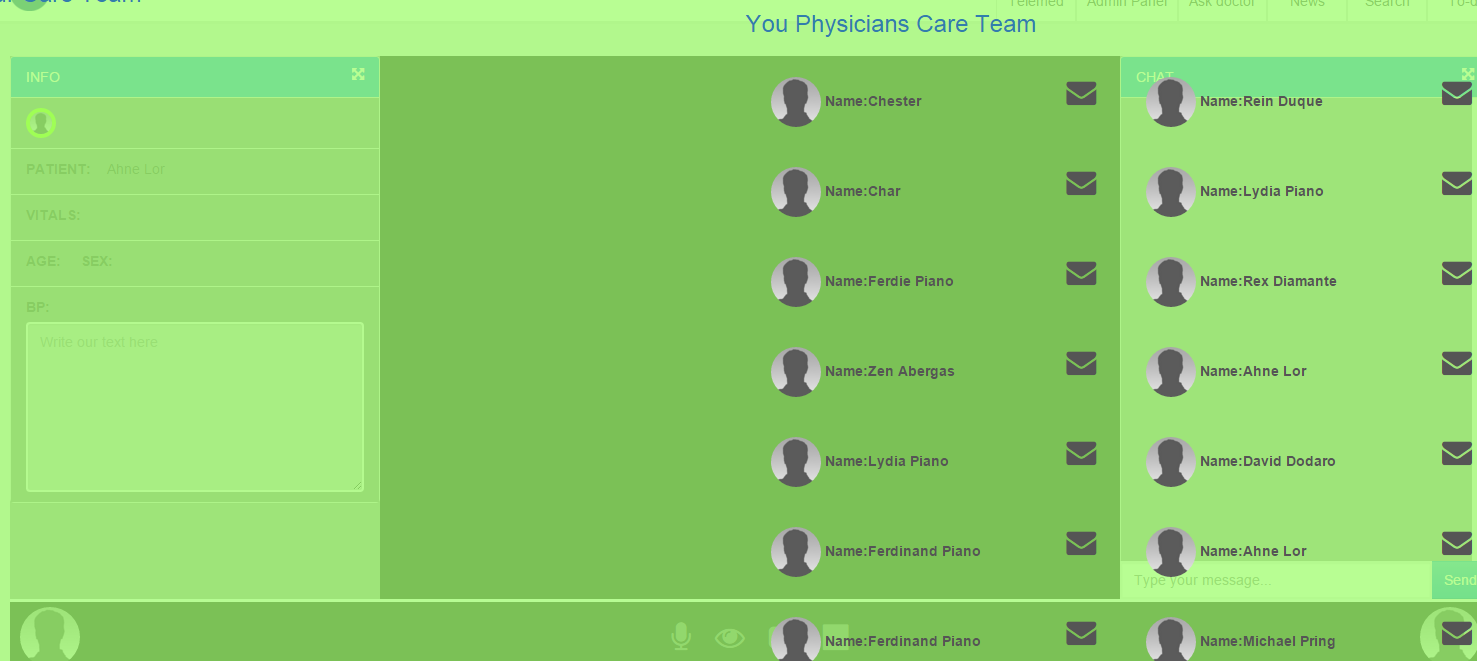 Care Team
Telemed
Admin Panel
Ask doctor
News
Search
You Physicians Care Team
INFO
CHAT
Name:Chester
Name:Rein Duque
PATIENT: Ahne Lor
Name:Char
Name:Lydia Piano
VITALS:
AGE: SEX:
Name:Ferdie Piano
Name:Rex Diamante
BP:
Write our text here
Name:Zen Abergas
Name:Ahne Lor
Name:Lydia Piano
Name:David Dodaro
Name:Ferdinand Piano
Name:Ahne Lor
Type your message...
Send
Name:Ferdinand Piano
Name:Michael Pring